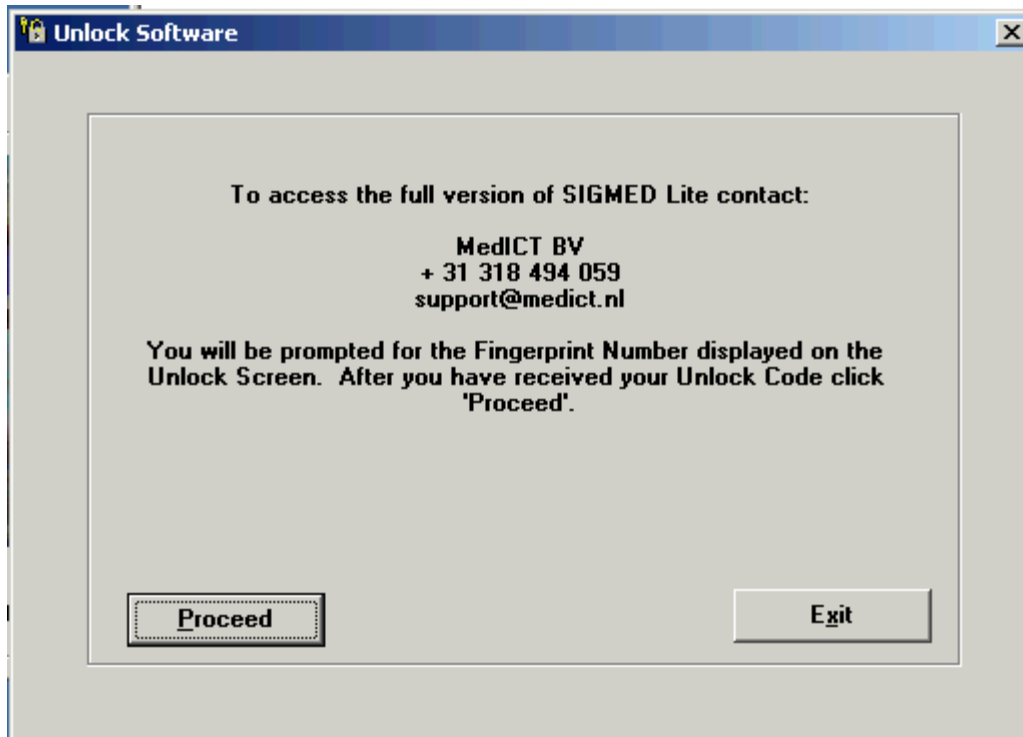 Unlock Software
To access the full version of SIGMED Lite contact:
MedICT BV
+ 31 318 494 059
support@medict.nl
You will be prompted for the Fingerprint Number displayed on the
Unlock Screen.  After you have received your Unlock Code click
'Proceed'.
Proceed
Exit